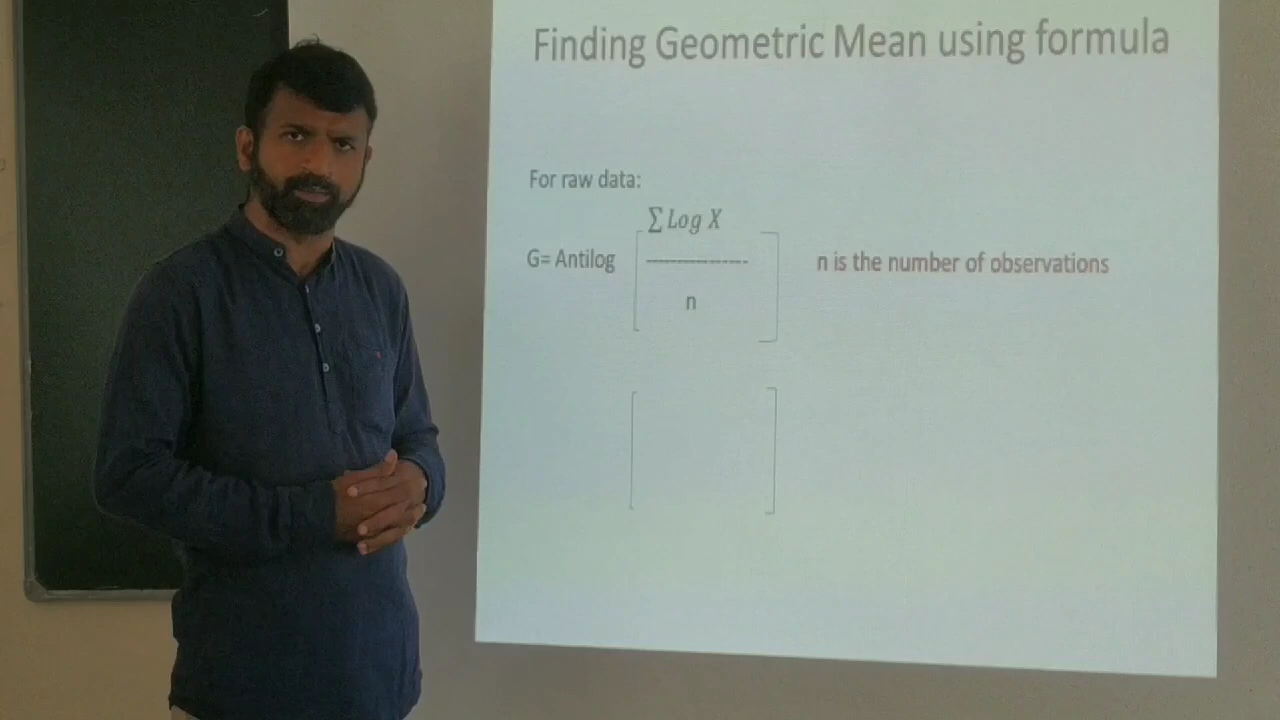 Finding Geometric Mean using formula
For raw data:
∑ Log X
G= Antilog ---------------- n is the number of observations
n